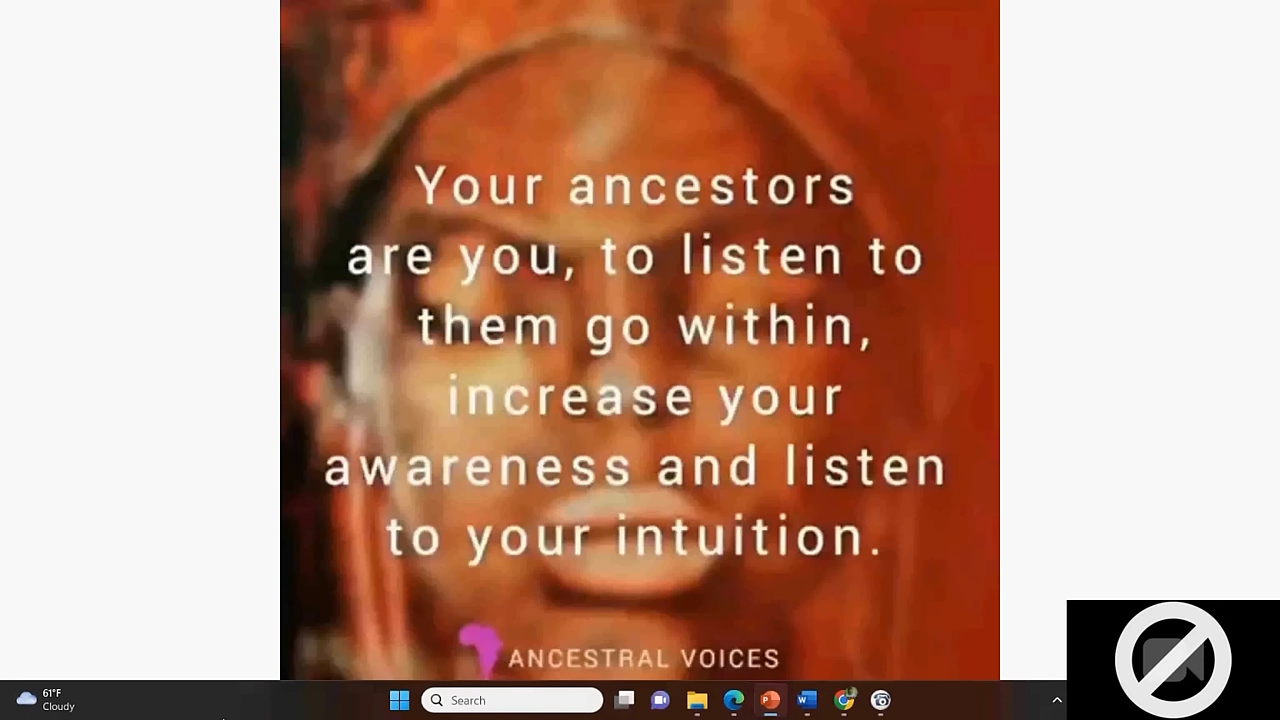 Your ancestors
are you, to listen to
them go within,
increase your
awareness and listen
to your intuition.
ANCESTRAL VOICES
61°F
Cloudy
Search